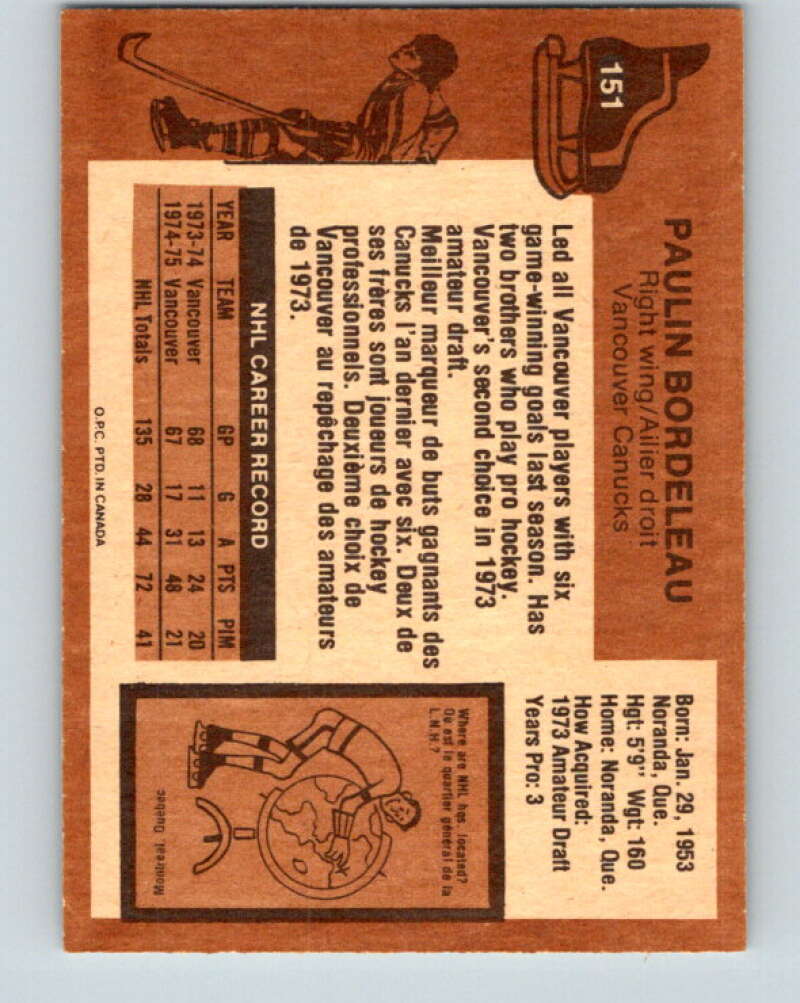 151
PAULIN BORDELEAU
Right wing/Ailier droit
Vancouver Canucks
Born: Jan. 29, 1953
Noranda, Que.
Hgt: 5'9" Wgt: 160
Home: Noranda, Que.
How Acquired:
1973 Amateur Draft
Years Pro: 3
Led all Vancouver players with six
game-winning goals last season. Has
two brothers who play pro hockey.
Vancouver's second choice in 1973
amateur draft.
Meilleur marqueur de buts gagnants des
Canucks l'an dernier avec six. Deux de
ses frères sont joueurs de hockey
professionnels. Deuxième choix de
Vancouver au repêchage des amateurs
de 1973.
NHL CAREER RECORD
YEAR TEAM GP G A PTS PIM
1973-74 Vancouver 68 11 13 24 20
1974-75 Vancouver 67 17 31 48 21
NHL Totals 135 28 44 72 41
O.P.C. PTD. IN CANADA
Where are NHL hqs located?
Où est le quartier général de la
L.N.H.?
Montreal, Quebec